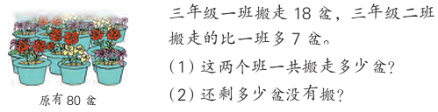 三年级一班搬走 18 盆，三年级二班
搬走的比一班多 7 盆。
(1) 这两个班一共搬走多少盆？
(2) 还剩多少盆没有搬？
原有 80 盆